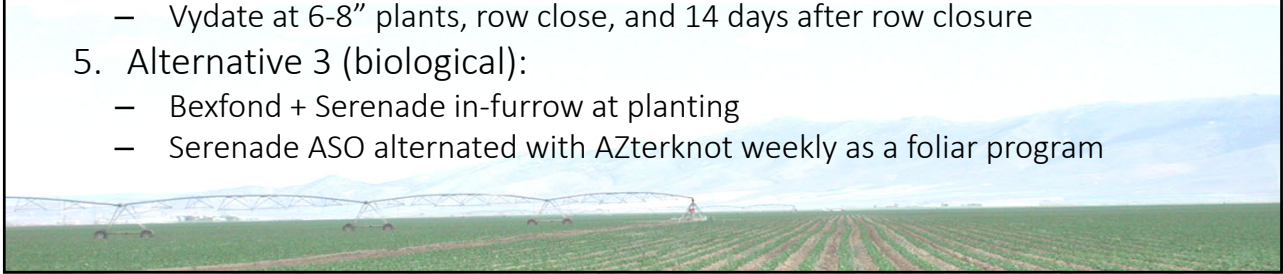 – Vydate at 6-8” plants, row close, and 14 days after row closure
5. Alternative 3 (biological):
– Bexfond + Serenade in-furrow at planting
– Serenade ASO alternated with AZterknot weekly as a foliar program